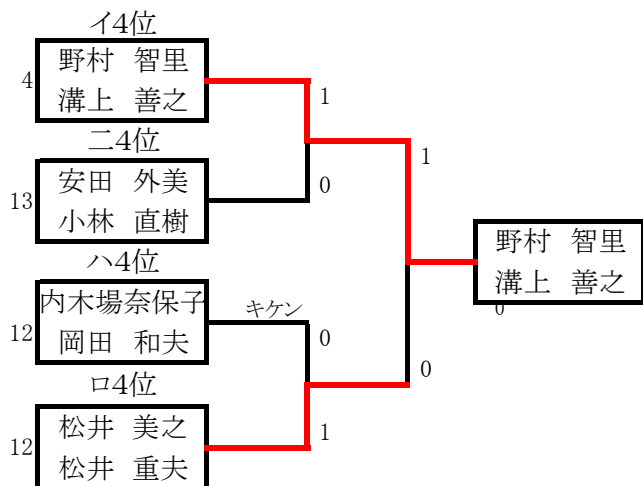 イ4位
4
野村 智里
溝上 善之
1
ニ4位
1
13
安田 外美
小林 直樹
0
野村 智里
溝上 善之
0
ハ4位
12
内木場奈保子
岡田 和夫
キケン
0
0
ロ4位
12
松井 美之
松井 重夫
1